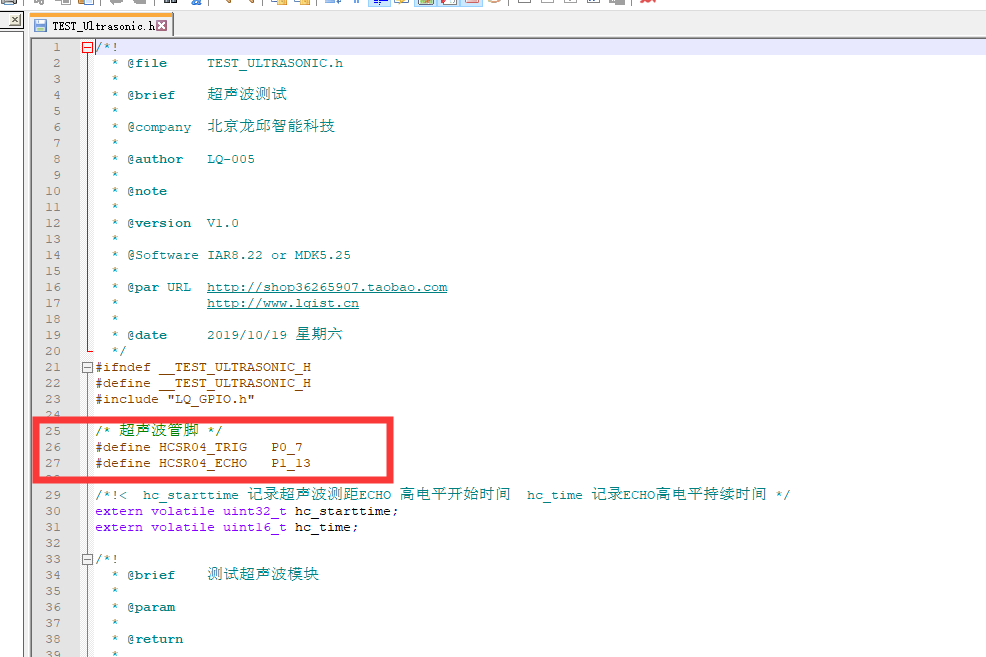 TEST_Ultrasonic.h
1 /*!
2 * @file TEST_ULTRASONIC.h
3 *
4 * @brief 超声波测试
5 *
6 * @company 北京龙邱智能科技
7 *
8 * @author LQ-005
9 *
10 * @note
11 *
12 * @version V1.0
13 *
14 * @Software IAR8.22 or MDK5.25
15 *
16 * @par URL http://shop36265907.taobao.com
17 * http://www.lqist.cn
18 *
19 * @date 2019/10/19 星期六
20 */
21 #ifndef __TEST_ULTRASONIC_H
22 #define __TEST_ULTRASONIC_H
23 #include "LQ_GPIO.h"
24
25 /* 超声波管脚 */
26 #define HCSR04_TRIG P0_7
27 #define HCSR04_ECHO P1_13
28
29 /*!< hc_starttime 记录超声波测距ECHO 高电平开始时间 hc_time 记录ECHO高电平持续时间 */
30 extern volatile uint32_t hc_starttime;
31 extern volatile uint16_t hc_time;
32
33 /*!
34 * @brief 测试超声波模块
35 *
36 * @param
37 *
38 * @return
39 *